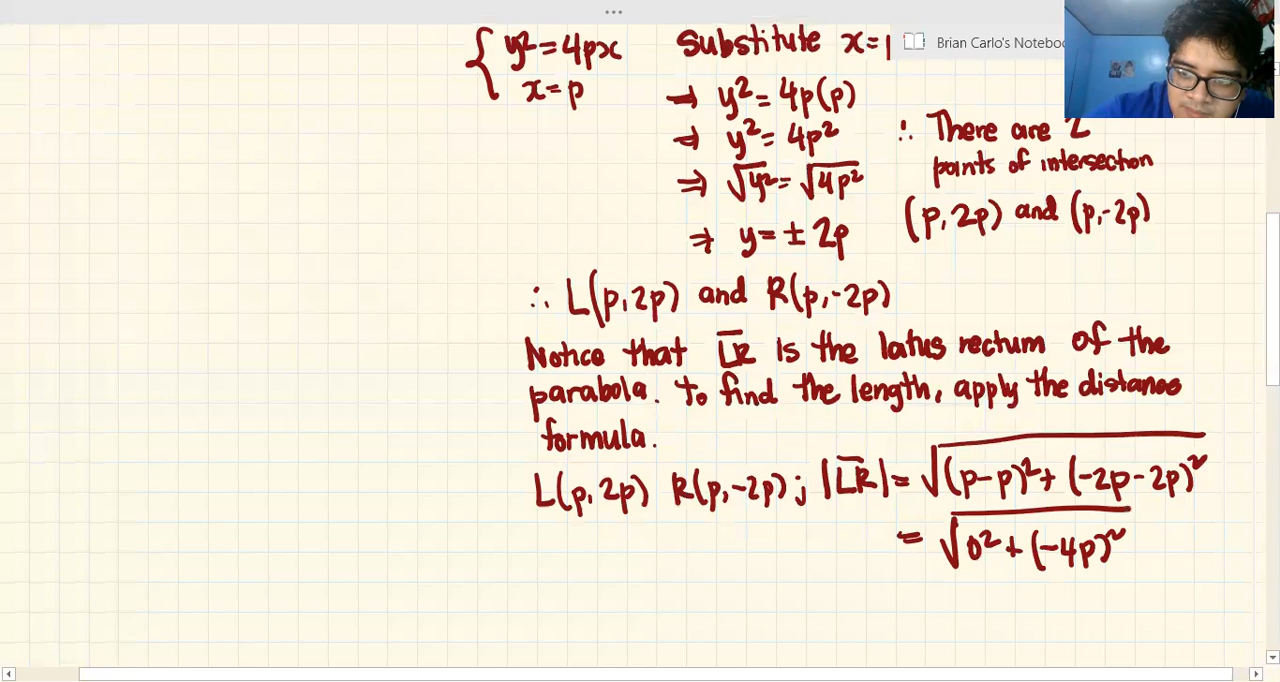 y² = 4px
x = p
Substitute x =
Brian Carlo's Noteboo
⇒ y² = 4p(p)
⇒ y² = 4p²
⇒ √y² = √4p²
⇒ y = ± 2p
∴ There are 2
points of intersection
(p, 2p) and (p, -2p)
∴ L(p, 2p) and R(p, -2p)
Notice that L̅R̅ is the latus rectum of the
parabola. To find the length, apply the distance
formula.
L(p, 2p) R(p, -2p); |L̅R̅| = √(p-p)² + (-2p-2p)²
= √0² + (-4p)²